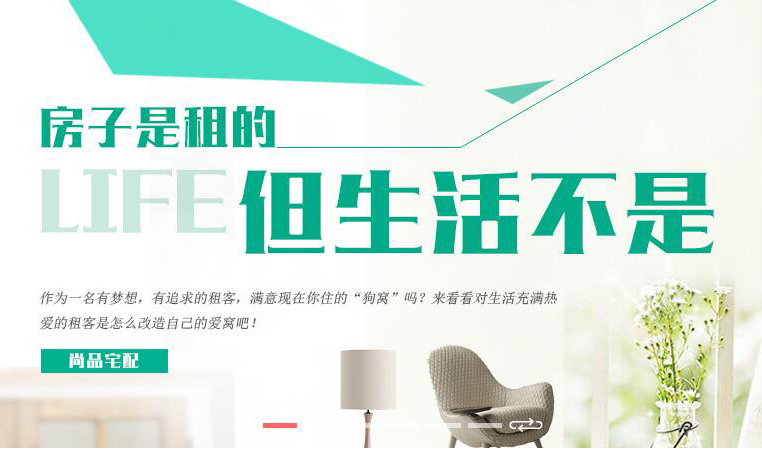 房子是租的
LIFE 但生活不是
作为一名有梦想，有追求的租客，满意现在你住的“狗窝”吗？来看看对生活充满热
爱的租客是怎么改造自己的爱窝吧！
尚品宅配